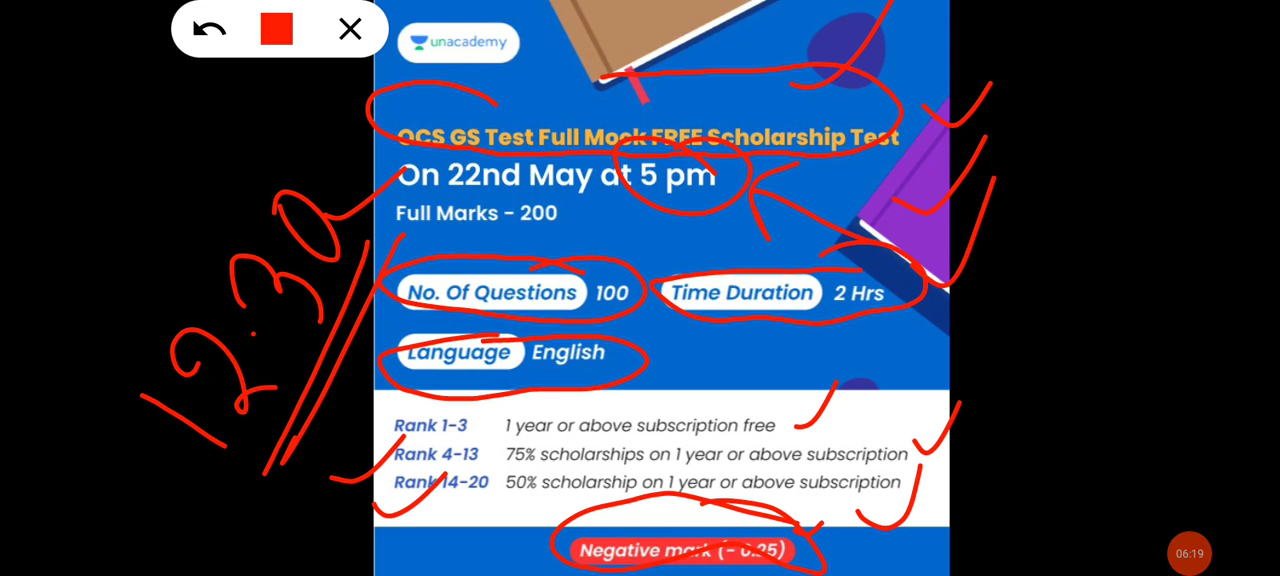 unacademy
OCS GS Test Full Mock FREE Scholarship Test
On 22nd May at 5 pm
Full Marks - 200
No. Of Questions 100 Time Duration 2 Hrs
Language English
12.30
Rank 1-3 1 year or above subscription free
Rank 4-13 75% scholarships on 1 year or above subscription
Rank 14-20 50% scholarship on 1 year or above subscription
Negative mark (- 0.25)
06:19